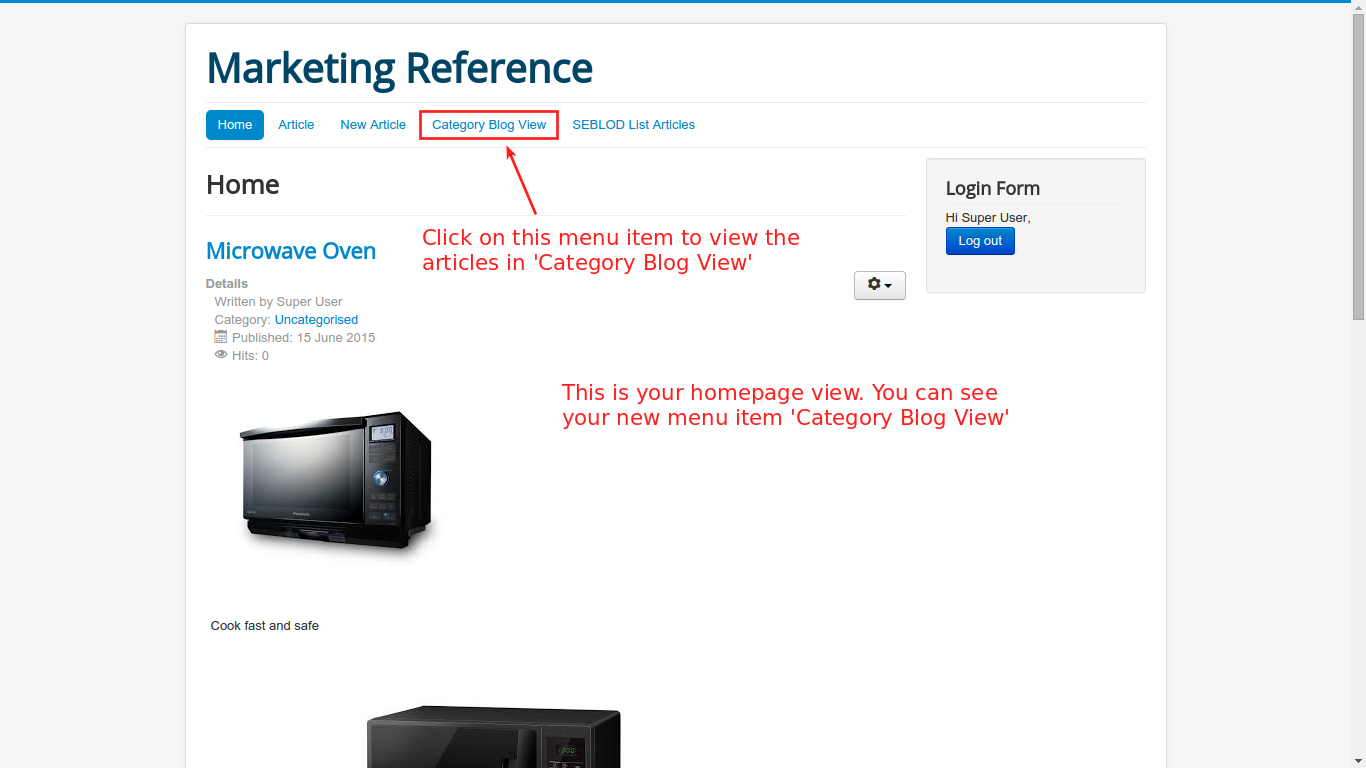 Marketing Reference
Home Article New Article Category Blog View SEBLOD List Articles
Home
Login Form
Hi Super User,
Log out
Click on this menu item to view the
articles in 'Category Blog View'
Microwave Oven
Details
Written by Super User
Category: Uncategorised
Published: 15 June 2015
Hits: 0
This is your homepage view. You can see
your new menu item 'Category Blog View'
Panasonic
Cook fast and safe